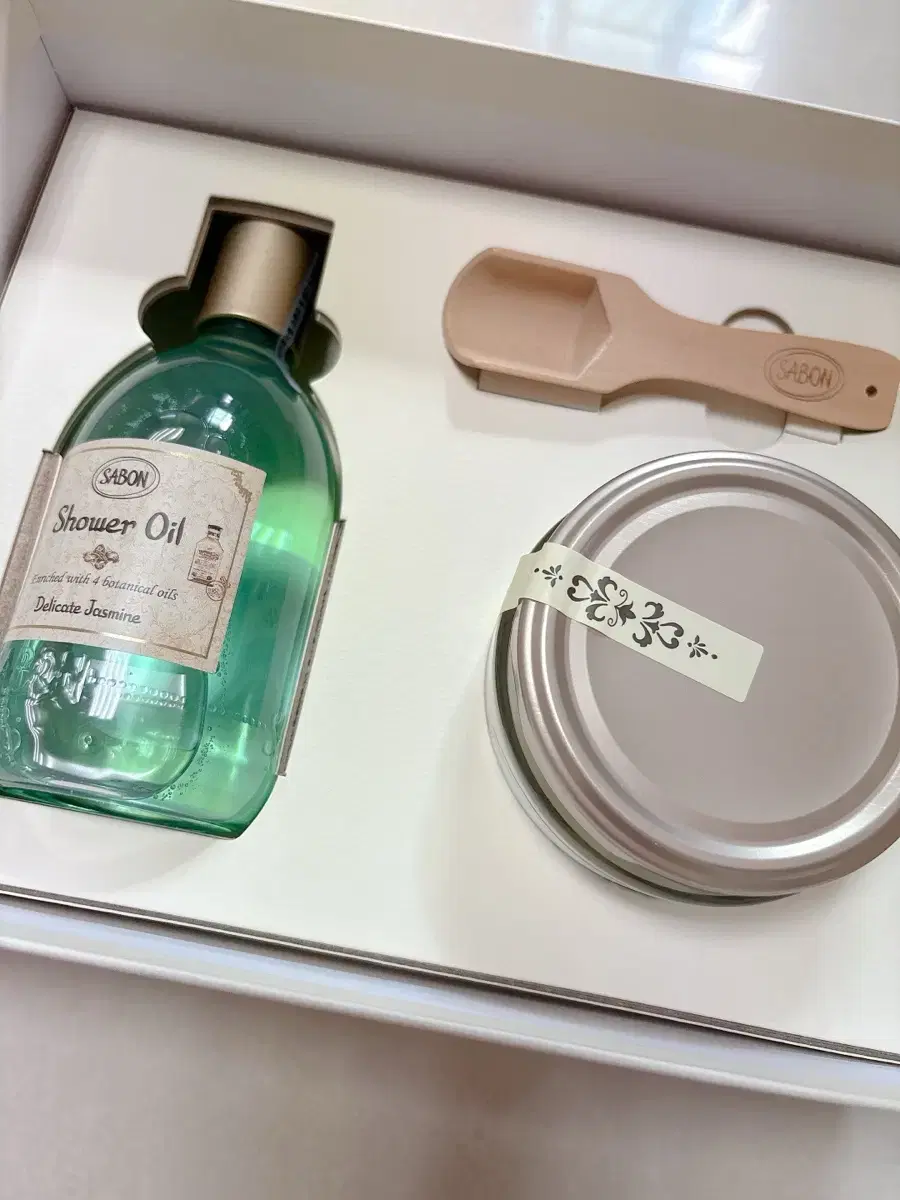 SABON
Shower Oil
Enriched with 4 botanical oils
Delicate Jasmine
SABON